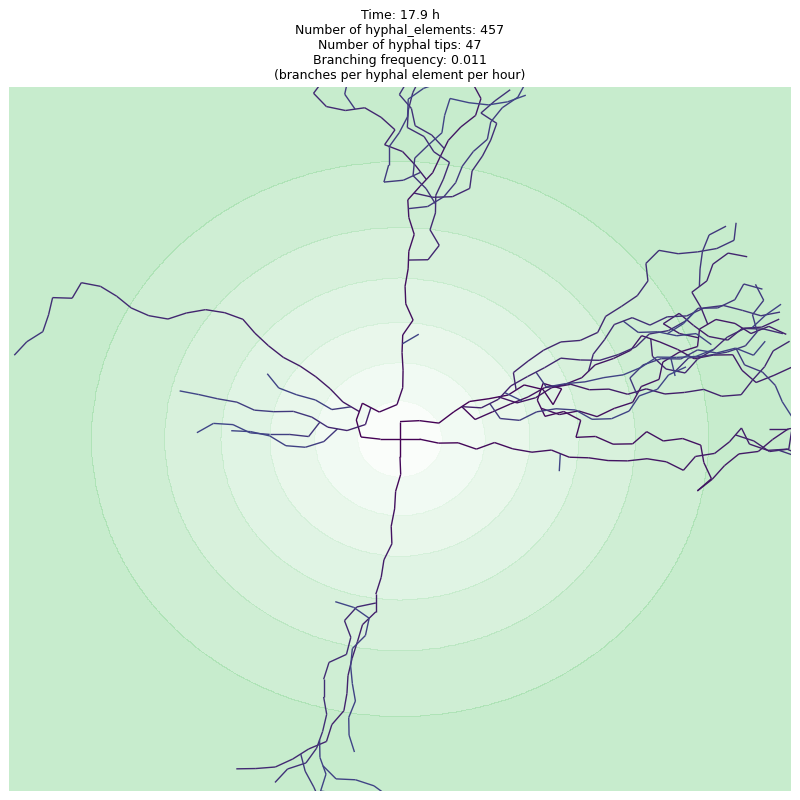 Time: 17.9 h
Number of hyphal_elements: 457
Number of hyphal tips: 47
Branching frequency: 0.011
(branches per hyphal element per hour)